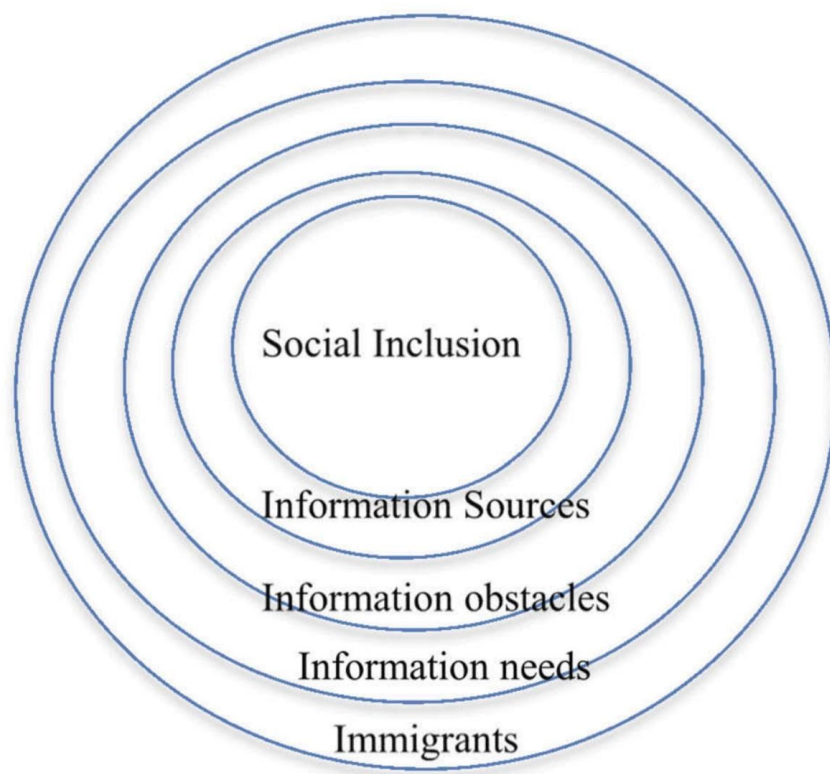 Social Inclusion
Information Sources
Information obstacles
Information needs
Immigrants